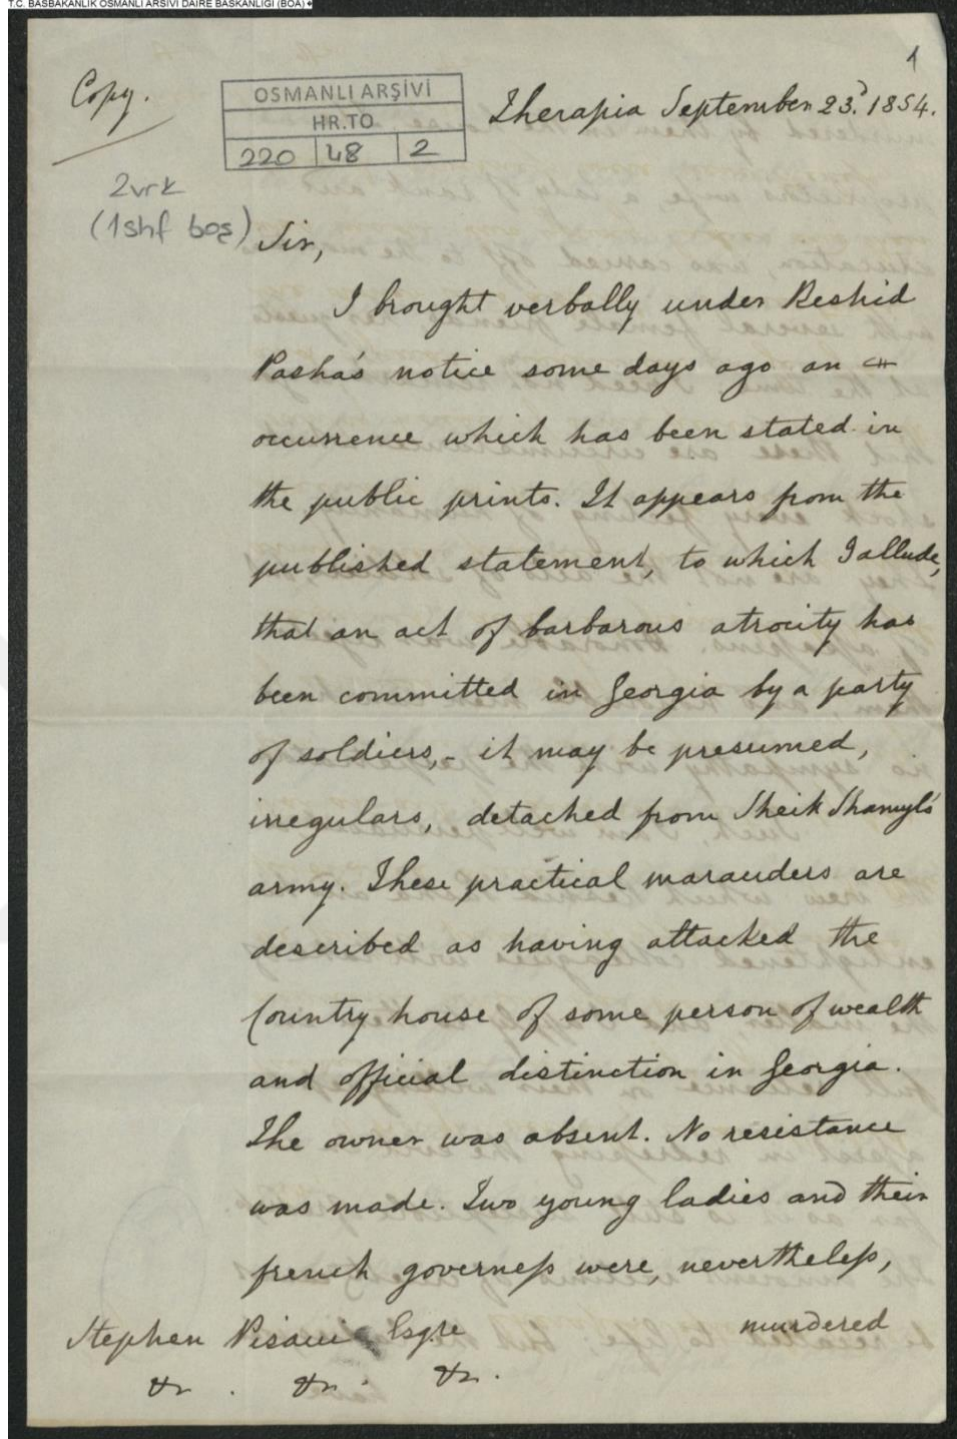 T.C. BAŞBAKANLIK OSMANLI ARŞİVİ DAİRE BAŞKANLIĞI (BOA)
1
Copy.
OSMANLI ARŞİVİ
HR.TO
220 48 2
Therapia September 23d. 1854.
2vrk
(1shf boş)
Sir,
I brought verbally under Reshid
Pasha's notice some days ago an
occurrence which has been stated in
the public prints. It appears from the
published statement, to which I allude,
that an act of barbarous atrocity has
been committed in Georgia by a party
of soldiers, - it may be presumed,
irregulars, detached from Sheik Shamyl's
army. These practical marauders are
described as having attacked the
Country house of some person of wealth
and official distinction in Georgia.
The owner was absent. No resistance
was made. Two young ladies and their
french governess were, nevertheless,
murdered
Stephen Pisani Esqre
&c. &c. &c.